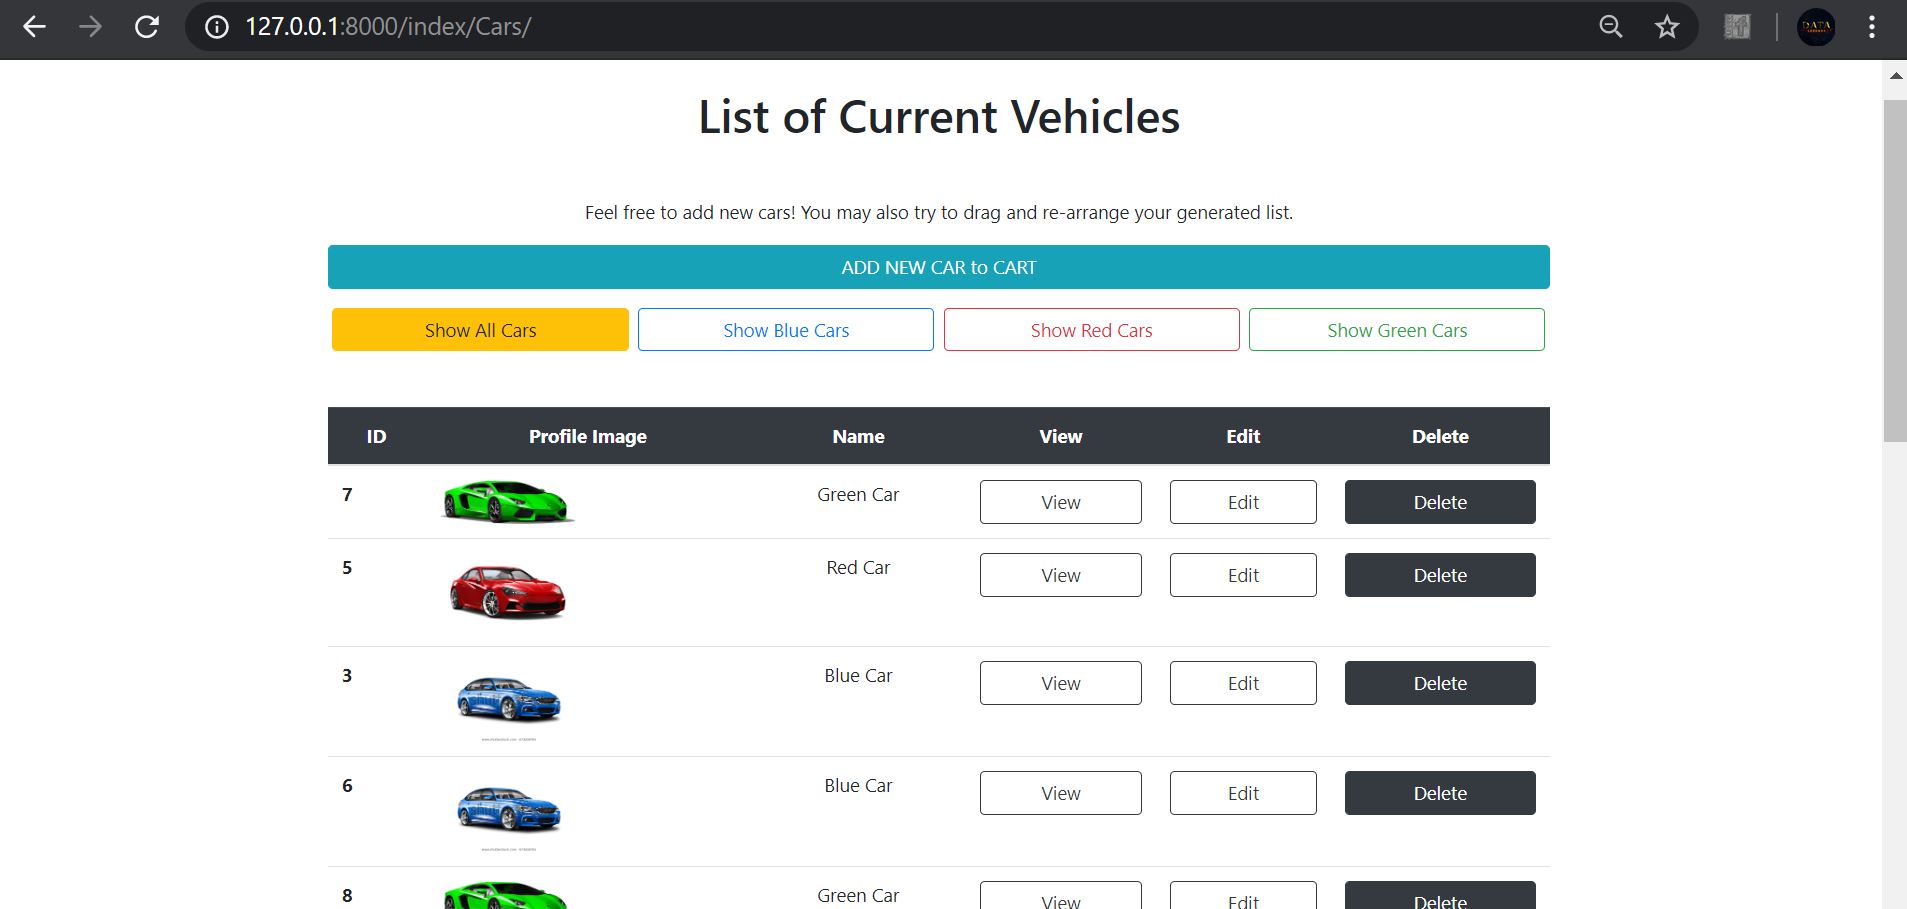 127.0.0.1:8000/index/Cars/
DATA
List of Current Vehicles
Feel free to add new cars! You may also try to drag and re-arrange your generated list.
ADD NEW CAR to CART
Show All Cars Show Blue Cars Show Red Cars Show Green Cars
ID Profile Image Name View Edit Delete
7 Green Car View Edit Delete
5 Red Car View Edit Delete
3 Blue Car View Edit Delete
6 Blue Car View Edit Delete
8 Green Car View Edit Delete